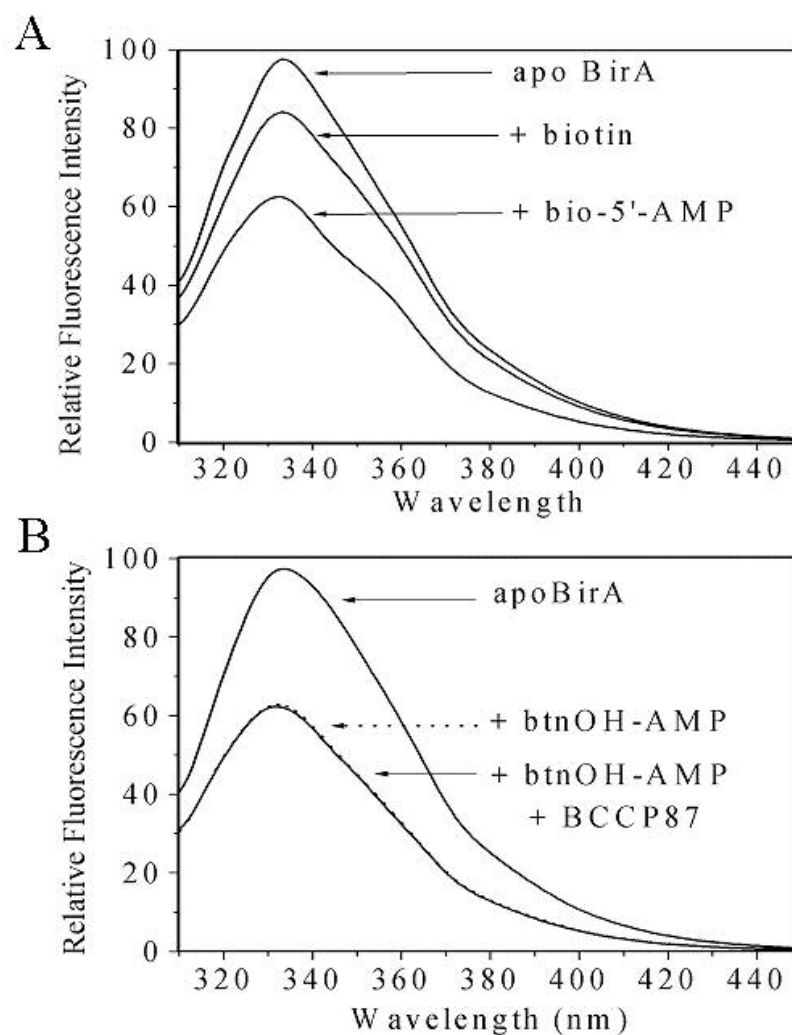 A
Relative Fluorescence Intensity
100
80
60
40
20
0
apo BirA
+ biotin
+ bio-5'-AMP
320 340 360 380 400 420 440
Wavelength
B
Relative Fluorescence Intensity
100
80
60
40
20
0
apoBirA
+ btnOH-AMP
+ btnOH-AMP
+ BCCP87
320 340 360 380 400 420 440
Wavelength (nm)